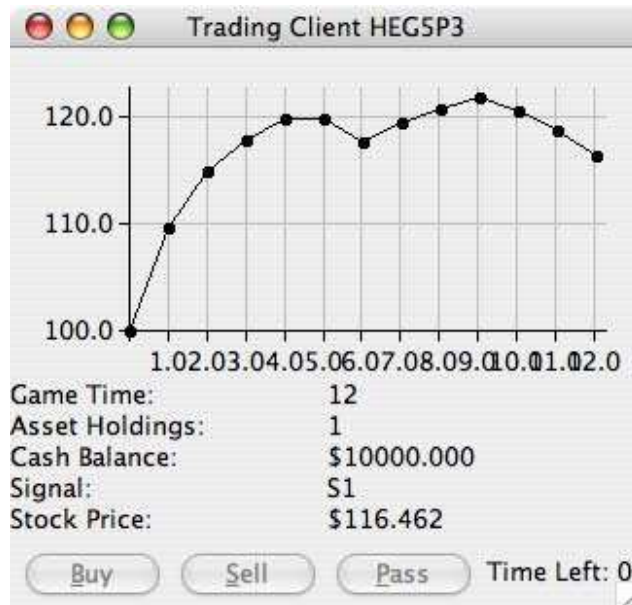 Trading Client HEG5P3
120.0
110.0
100.0
1.02.03.04.05.06.07.08.09.010.011.012.0
Game Time: 12
Asset Holdings: 1
Cash Balance: $10000.000
Signal: S1
Stock Price: $116.462
Buy Sell Pass Time Left: 0